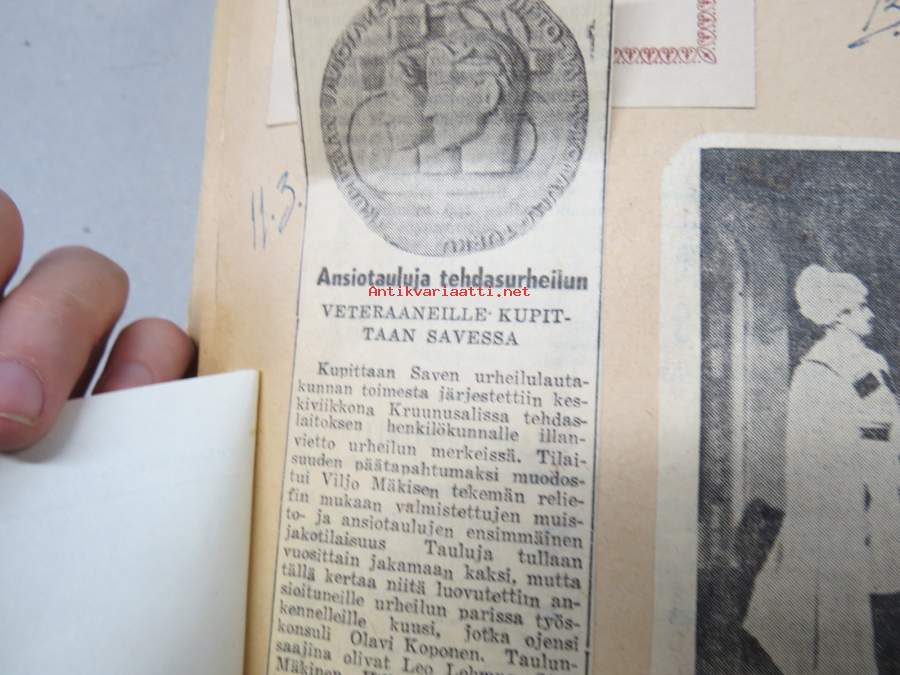 11.3.
Ansiotauluja tehdasurheilun
Antikvariaatti.net
VETERAANEILLE KUPIT-
TAAN SAVESSA
Kupittaan Saven urheilulauta-
kunnan toimesta järjestettiin kes-
kiviikkona Kruunusalissa tehdas-
laitoksen henkilökunnalle illan-
vietto urheilun merkeissä. Tilai-
suuden päätapahtumaksi muodos-
tui Viljo Mäkisen tekemän relie-
fin mukaan valmistettujen muis-
to- ja ansiotaulujen ensimmäinen
jakotilaisuus Tauluja tullaan
vuosittain jakamaan kaksi, mutta
tällä kertaa niitä luovutettiin an-
sioituneille urheilun parissa työs-
kennelleille kuusi, jotka ojensi
konsuli Olavi Koponen. Taulun-
saajina olivat Leo
Mäkinen